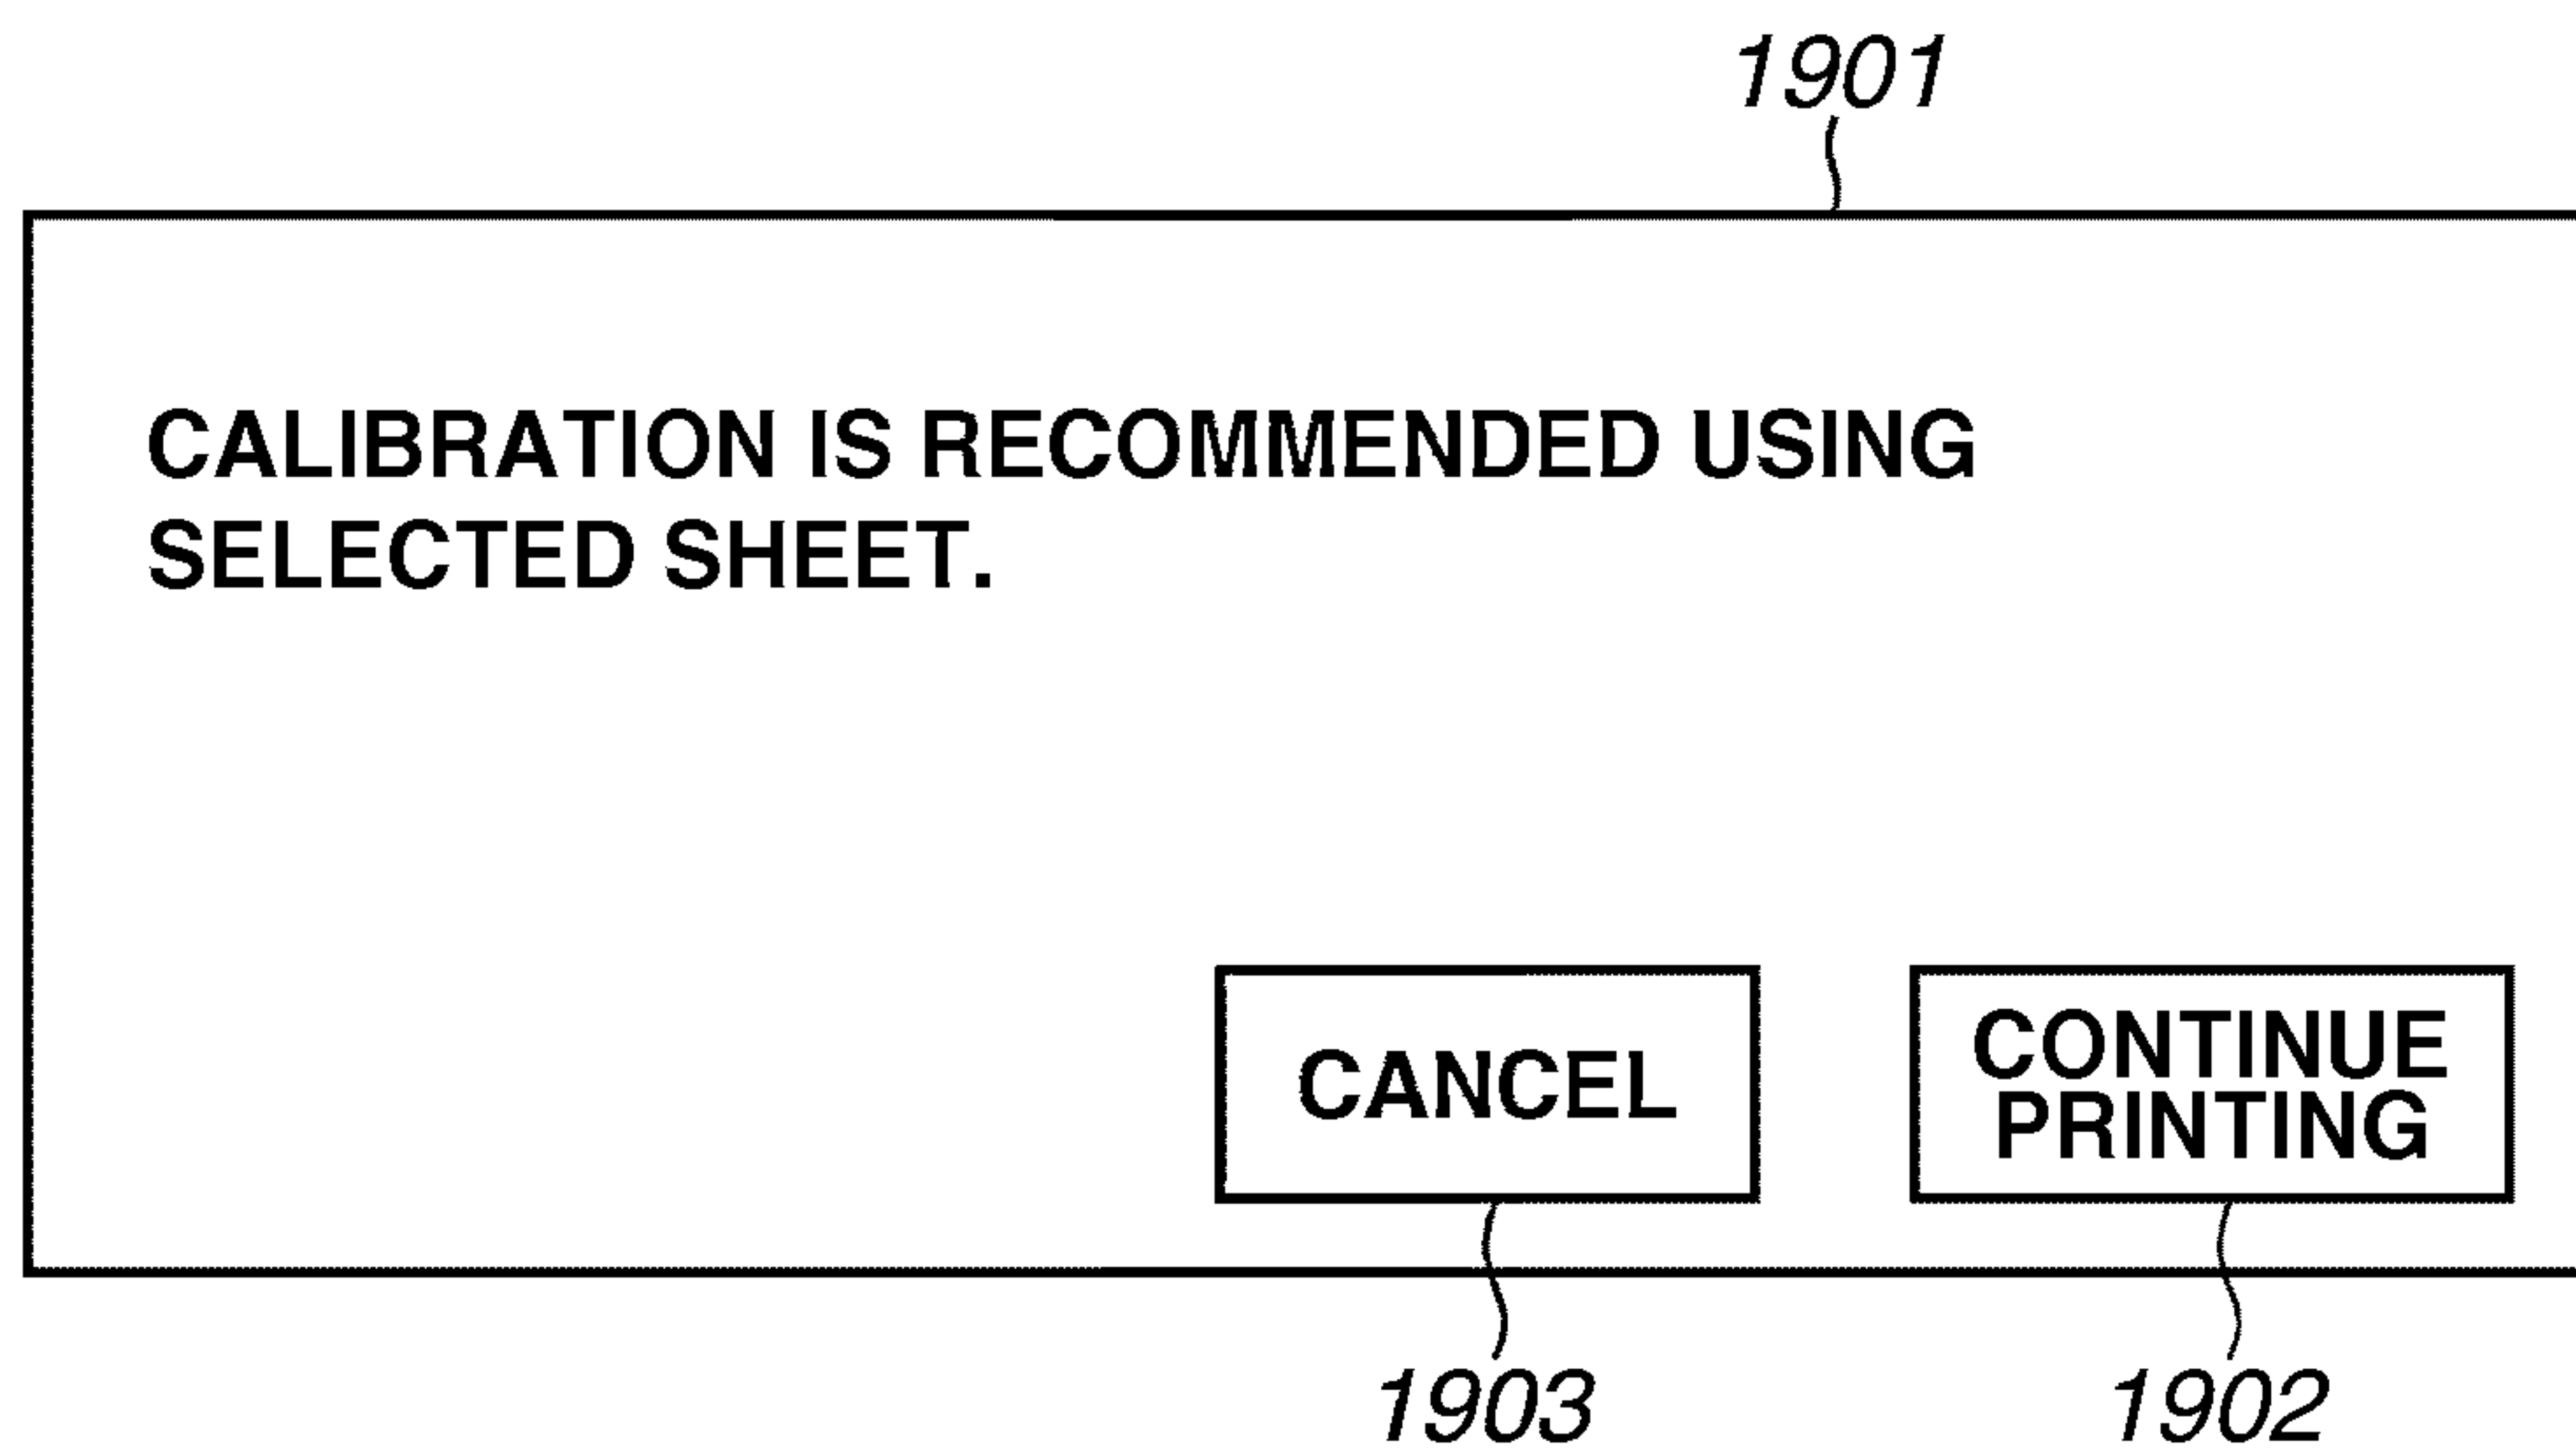 1901
CALIBRATION IS RECOMMENDED USING
SELECTED SHEET.
CANCEL
CONTINUE
PRINTING
1903
1902